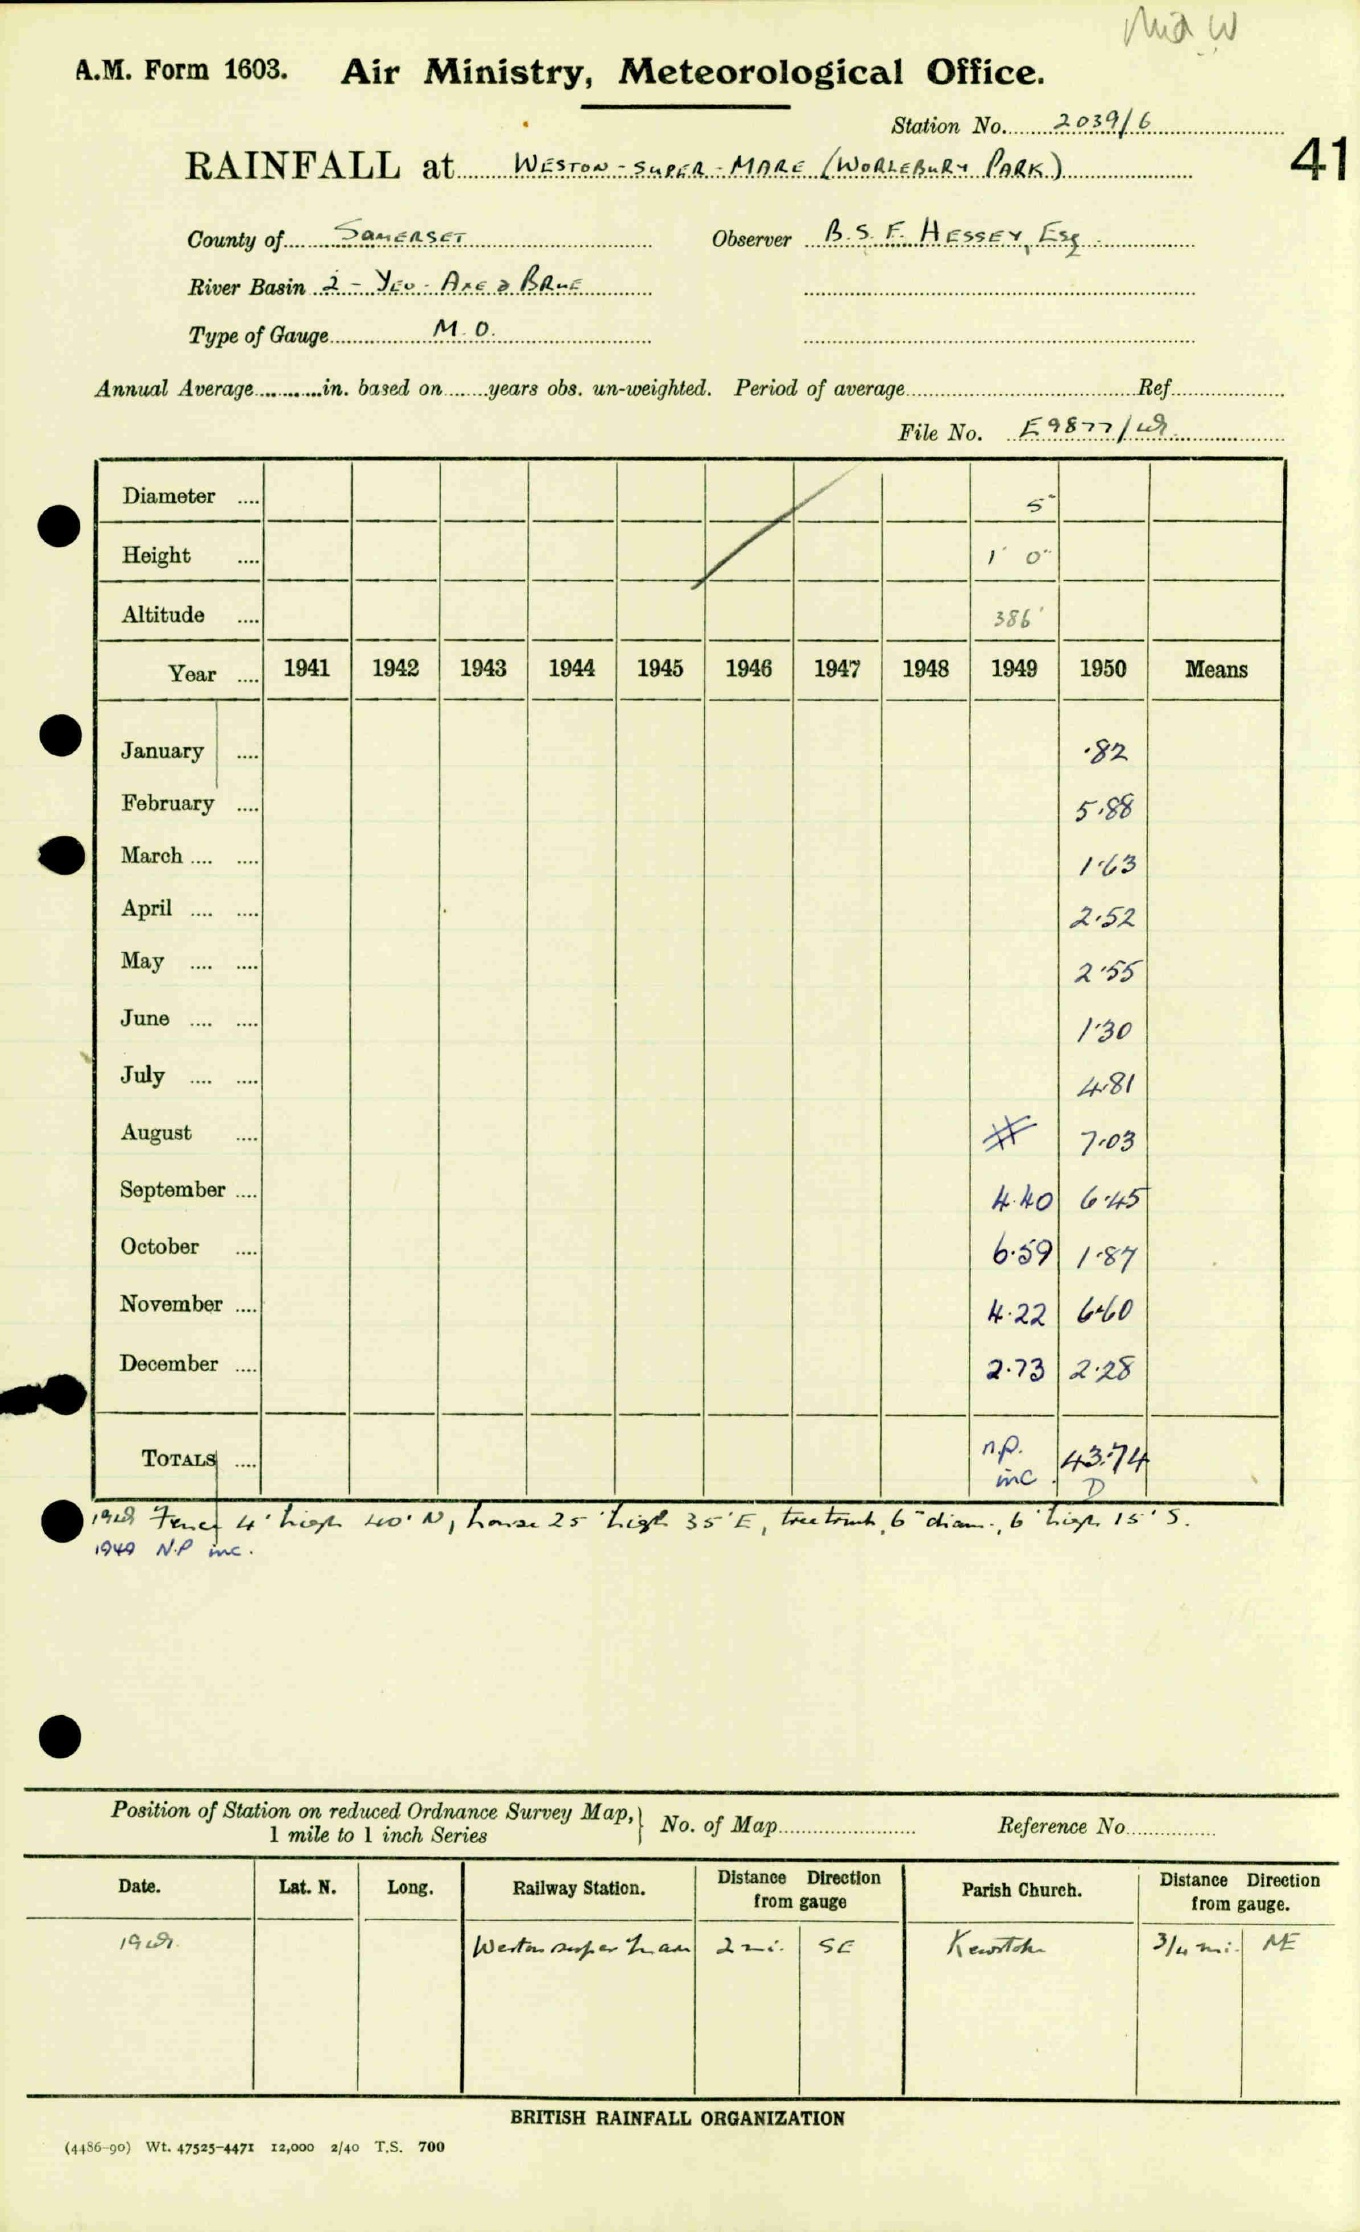 A.M. Form 1603. Air Ministry, Meteorological Office.
Station No. 2039/6
41
RAINFALL at WESTON-SUPER-MARE (WORLEBURY PARK)
County of SOMERSET Observer B.S.F. HESSEY, Esq.
River Basin 2 - YEO - AXE & BRUE
Type of Gauge M.O.
Annual Average in. based on years obs. un-weighted. Period of average Ref
File No. E9877/49
Diameter 5"
Height 1' 0"
Altitude 386'
Year 1941 1942 1943 1944 1945 1946 1947 1948 1949 1950 Means
January ·82
February 5·88
March 1·63
April 2·52
May 2·55
June 1·30
July 4·81
August # 7·03
September 4·40 6·45
October 6·59 1·87
November 4·22 6·60
December 2·73 2·28
TOTALS n.p. inc. 43·74
D
1949 Fence 4' high 40' N, house 25' high 35' E, tree trunk, 6" diam., 6' high 15' S.
1949 N.P inc.
Position of Station on reduced Ordnance Survey Map, 1 mile to 1 inch Series } No. of Map Reference No
Date. Lat. N. Long. Railway Station. Distance Direction from gauge Parish Church. Distance Direction from gauge.
1949 Weston super Mare 2 mi. SE Kewstoke 3/4 mi. NE
BRITISH RAINFALL ORGANIZATION
(4486-90) Wt. 47525-4471 12,000 2/40 T.S. 700